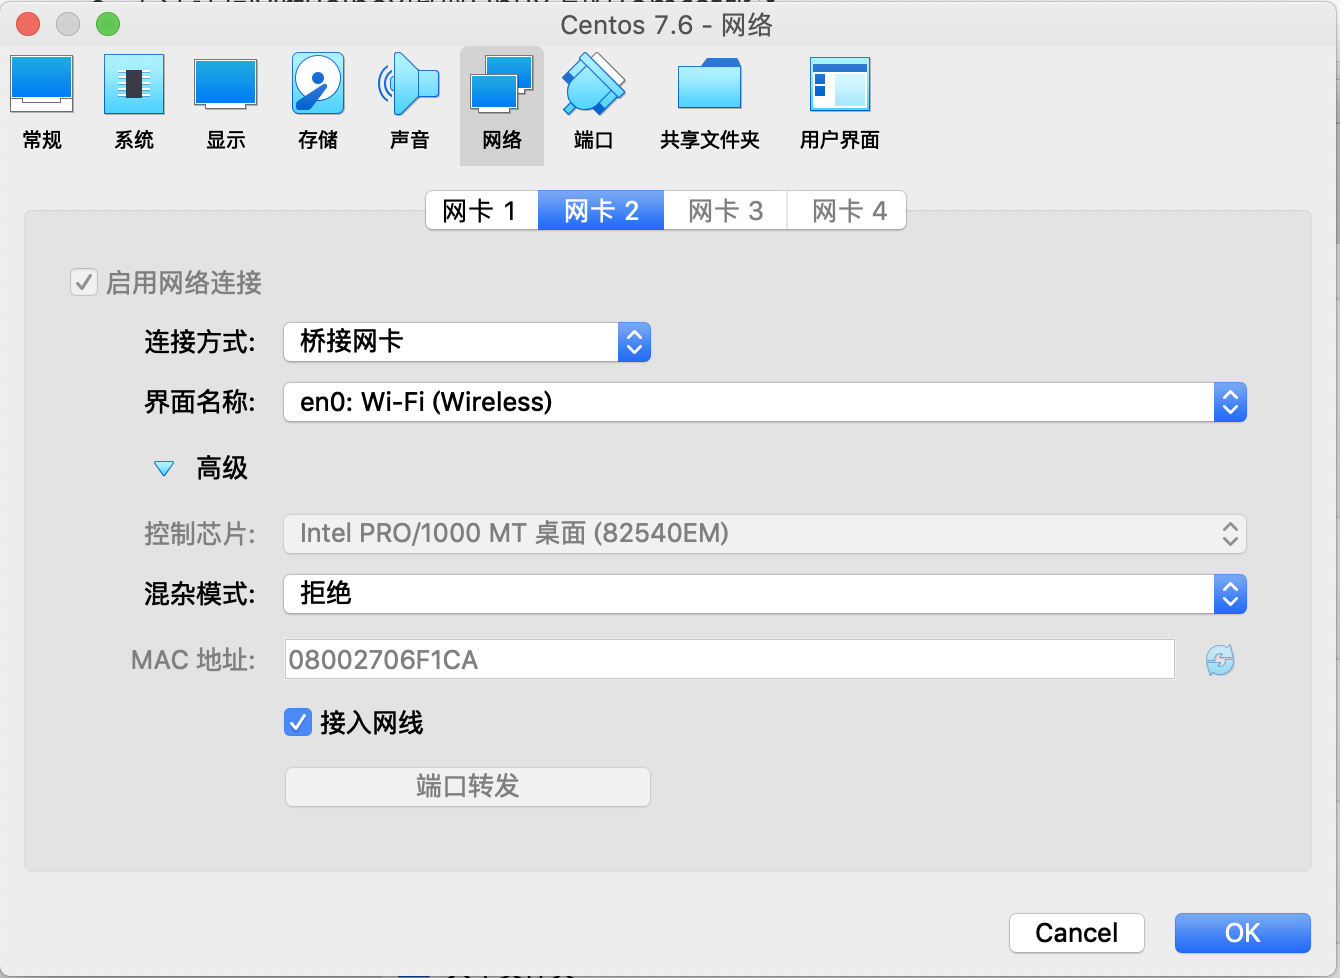 Centos 7.6 - 网络
常规 系统 显示 存储 声音 网络 端口 共享文件夹 用户界面
网卡 1 网卡 2 网卡 3 网卡 4
启用网络连接
连接方式: 桥接网卡
界面名称: en0: Wi-Fi (Wireless)
高级
控制芯片: Intel PRO/1000 MT 桌面 (82540EM)
混杂模式: 拒绝
MAC 地址: 08002706F1CA
接入网线
端口转发
Cancel OK